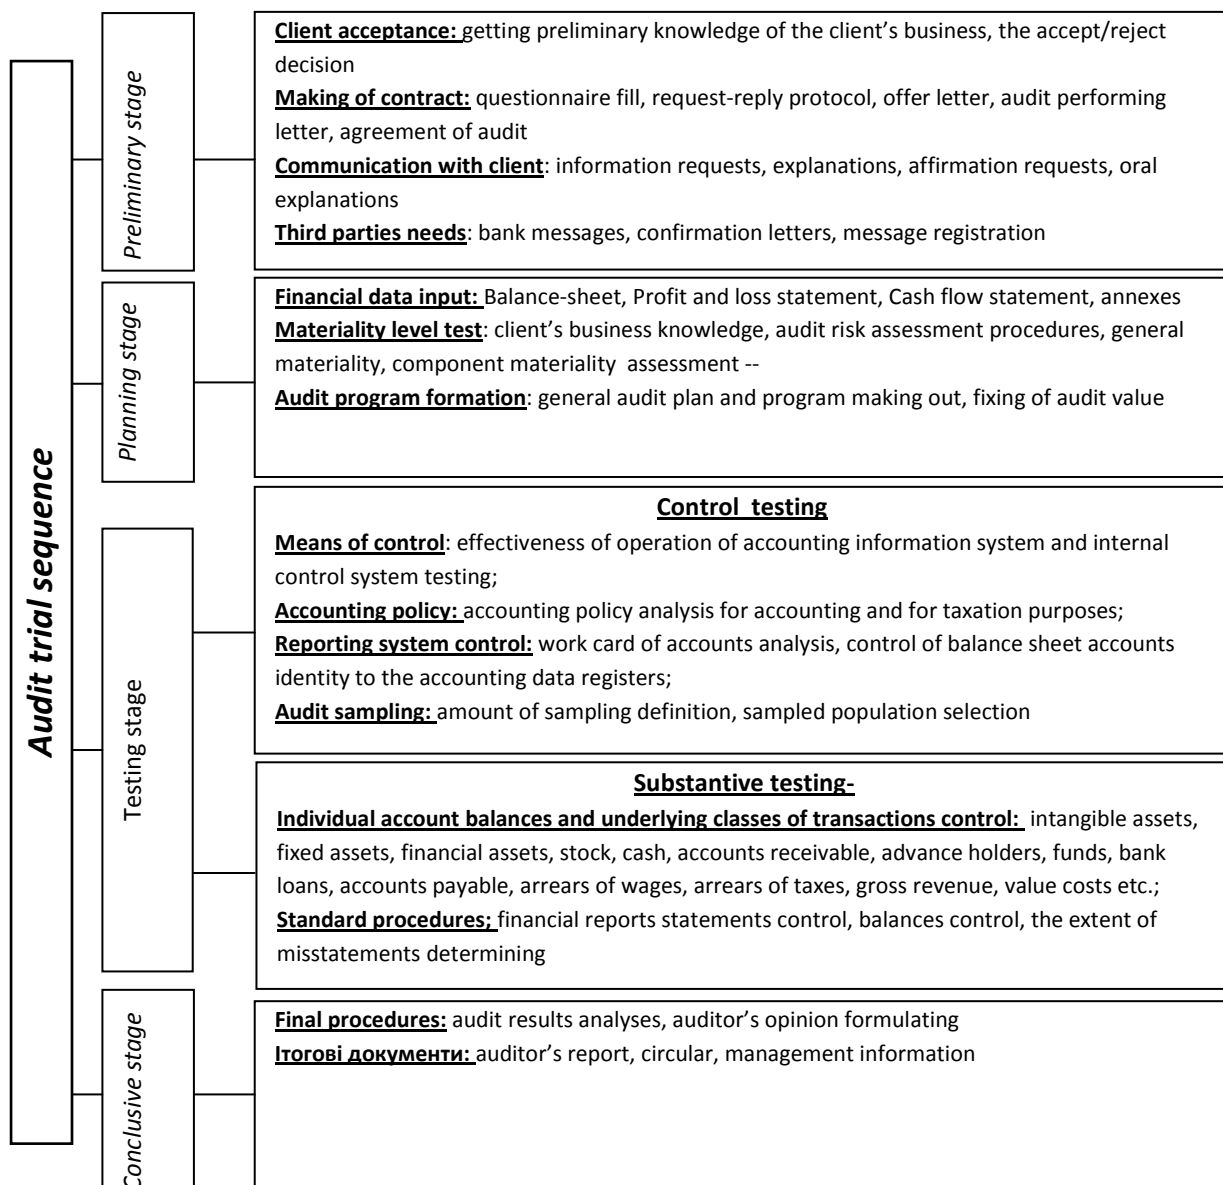 Audit trial sequence
Preliminary stage
Client acceptance: getting preliminary knowledge of the client’s business, the accept/reject
decision
Making of contract: questionnaire fill, request-reply protocol, offer letter, audit performing
letter, agreement of audit
Communication with client: information requests, explanations, affirmation requests, oral
explanations
Third parties needs: bank messages, confirmation letters, message registration
Planning stage
Financial data input: Balance-sheet, Profit and loss statement, Cash flow statement, annexes
Materiality level test: client’s business knowledge, audit risk assessment procedures, general
materiality, component materiality assessment --
Audit program formation: general audit plan and program making out, fixing of audit value
Testing stage
Control testing
Means of control: effectiveness of operation of accounting information system and internal
control system testing;
Accounting policy: accounting policy analysis for accounting and for taxation purposes;
Reporting system control: work card of accounts analysis, control of balance sheet accounts
identity to the accounting data registers;
Audit sampling: amount of sampling definition, sampled population selection
Substantive testing-
Individual account balances and underlying classes of transactions control: intangible assets,
fixed assets, financial assets, stock, cash, accounts receivable, advance holders, funds, bank
loans, accounts payable, arrears of wages, arrears of taxes, gross revenue, value costs etc.;
Standard procedures; financial reports statements control, balances control, the extent of
misstatements determining
Conclusive stage
Final procedures: audit results analyses, auditor’s opinion formulating
Ітогові документи: auditor’s report, circular, management information